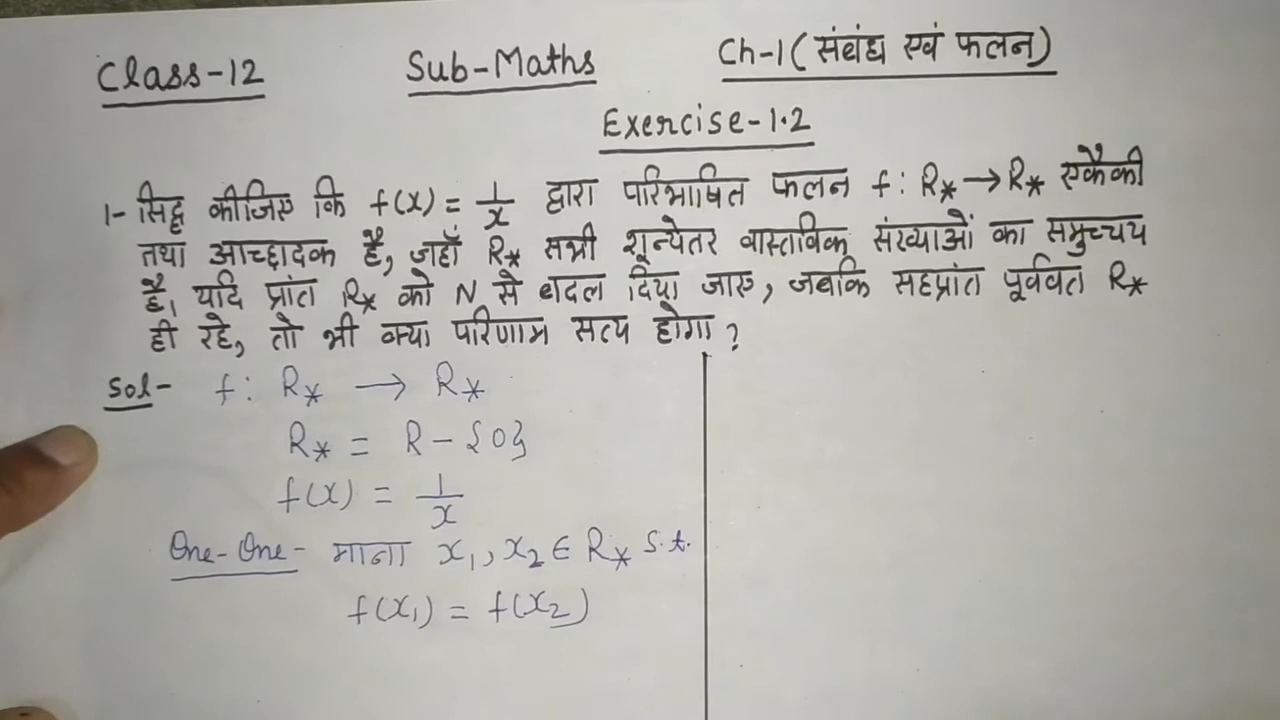 Class-12 Sub-Maths Ch-1 (संबंध एवं फलन)
Exercise-1.2
1- सिद्ध कीजिए कि f(x) = 1/x द्वारा परिभाषित फलन f: R* → R* एकैकी
तथा आच्छादक है, जहाँ R* सभी शून्येतर वास्तविक संख्याओं का समुच्चय
है। यदि प्रांत R* को N से बदल दिया जाए, जबकि सहप्रांत पूर्ववत R*
ही रहे, तो भी क्या परिणाम सत्य होगा?
Sol- f: R* → R*
R* = R - {0}
f(x) = 1/x
One-One- माना x₁, x₂ ∈ R* s.t.
f(x₁) = f(x₂)